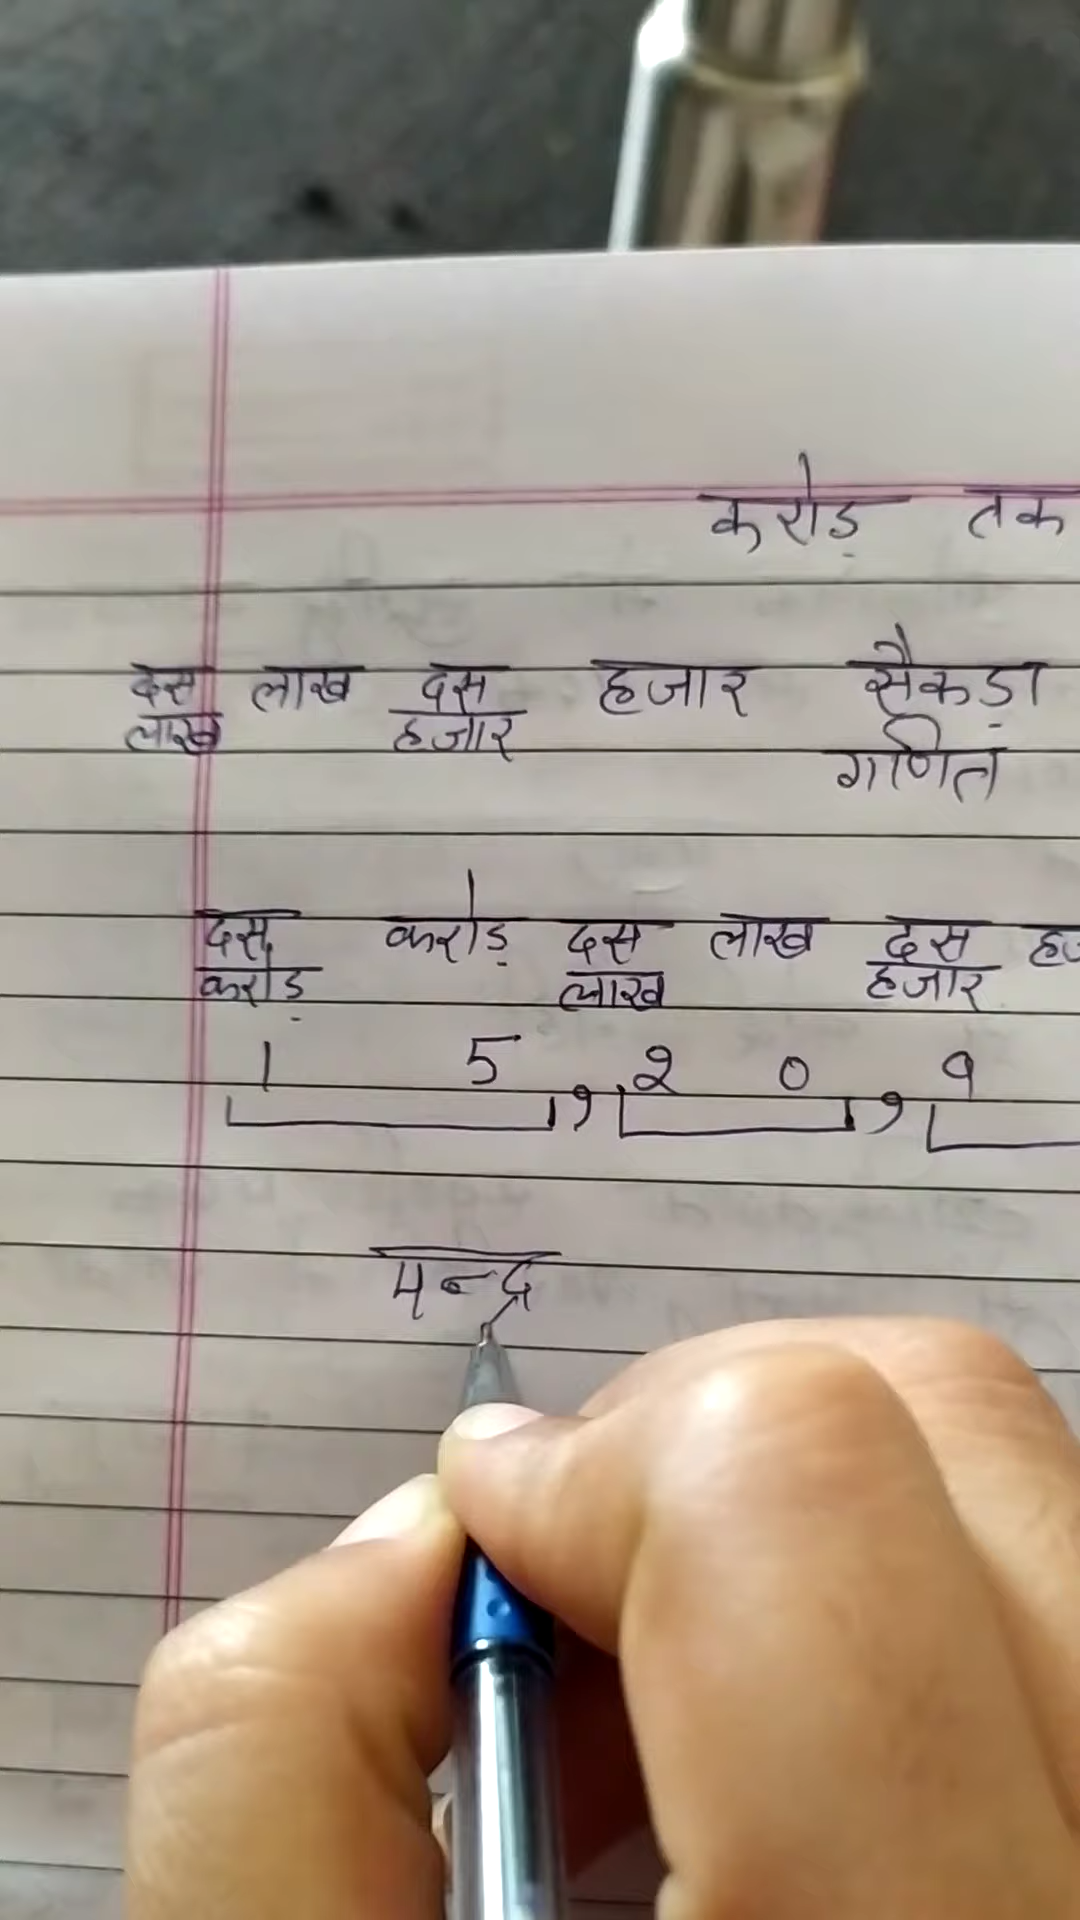 करोड़ तक
दस लाख दस हजार सैकड़ा
लाख हजार गणित
दस करोड़ दस लाख दस
करोड़ लाख हजार
1 5 , 2 0 , 9
पन्द्र